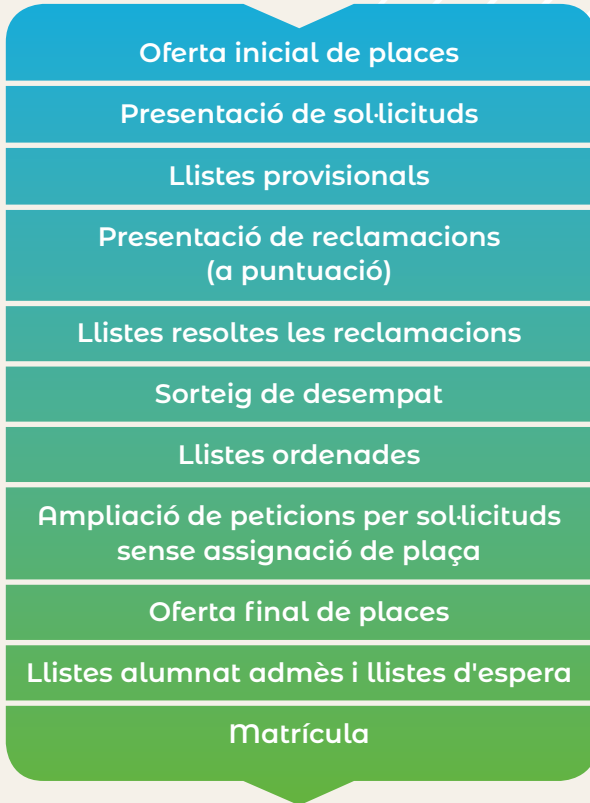 Oferta inicial de places
Presentació de sol·licituds
Llistes provisionals
Presentació de reclamacions
(a puntuació)
Llistes resoltes les reclamacions
Sorteig de desempat
Llistes ordenades
Ampliació de peticions per sol·licituds
sense assignació de plaça
Oferta final de places
Llistes alumnat admès i llistes d'espera
Matrícula